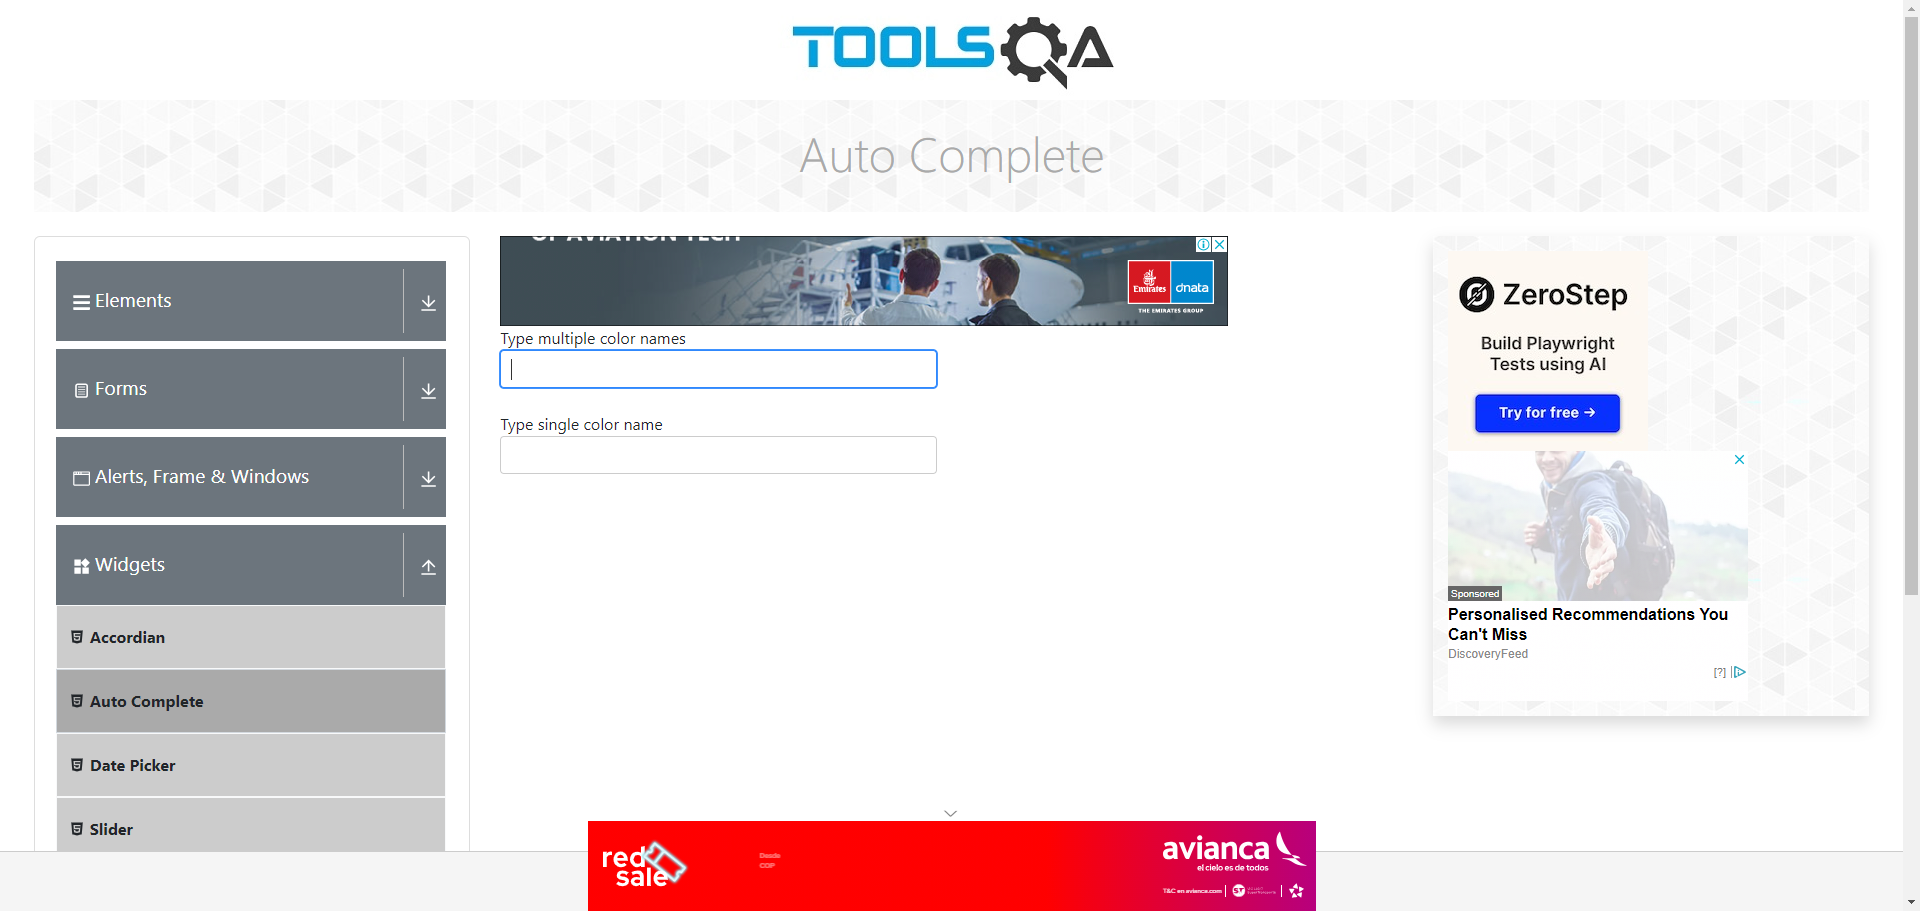 TOOLSQA
Auto Complete
Elements
Forms
Alerts, Frame & Windows
Widgets
Accordian
Auto Complete
Date Picker
Slider
OF AVIATION TECH
Emirates
dnata
THE EMIRATES GROUP
Type multiple color names
Type single color name
ZeroStep
Build Playwright
Tests using AI
Try for free →
Sponsored
Personalised Recommendations You
Can't Miss
DiscoveryFeed
[?]
red
sale
Desde
COP
avianca
el cielo es de todos
T&C en avianca.com